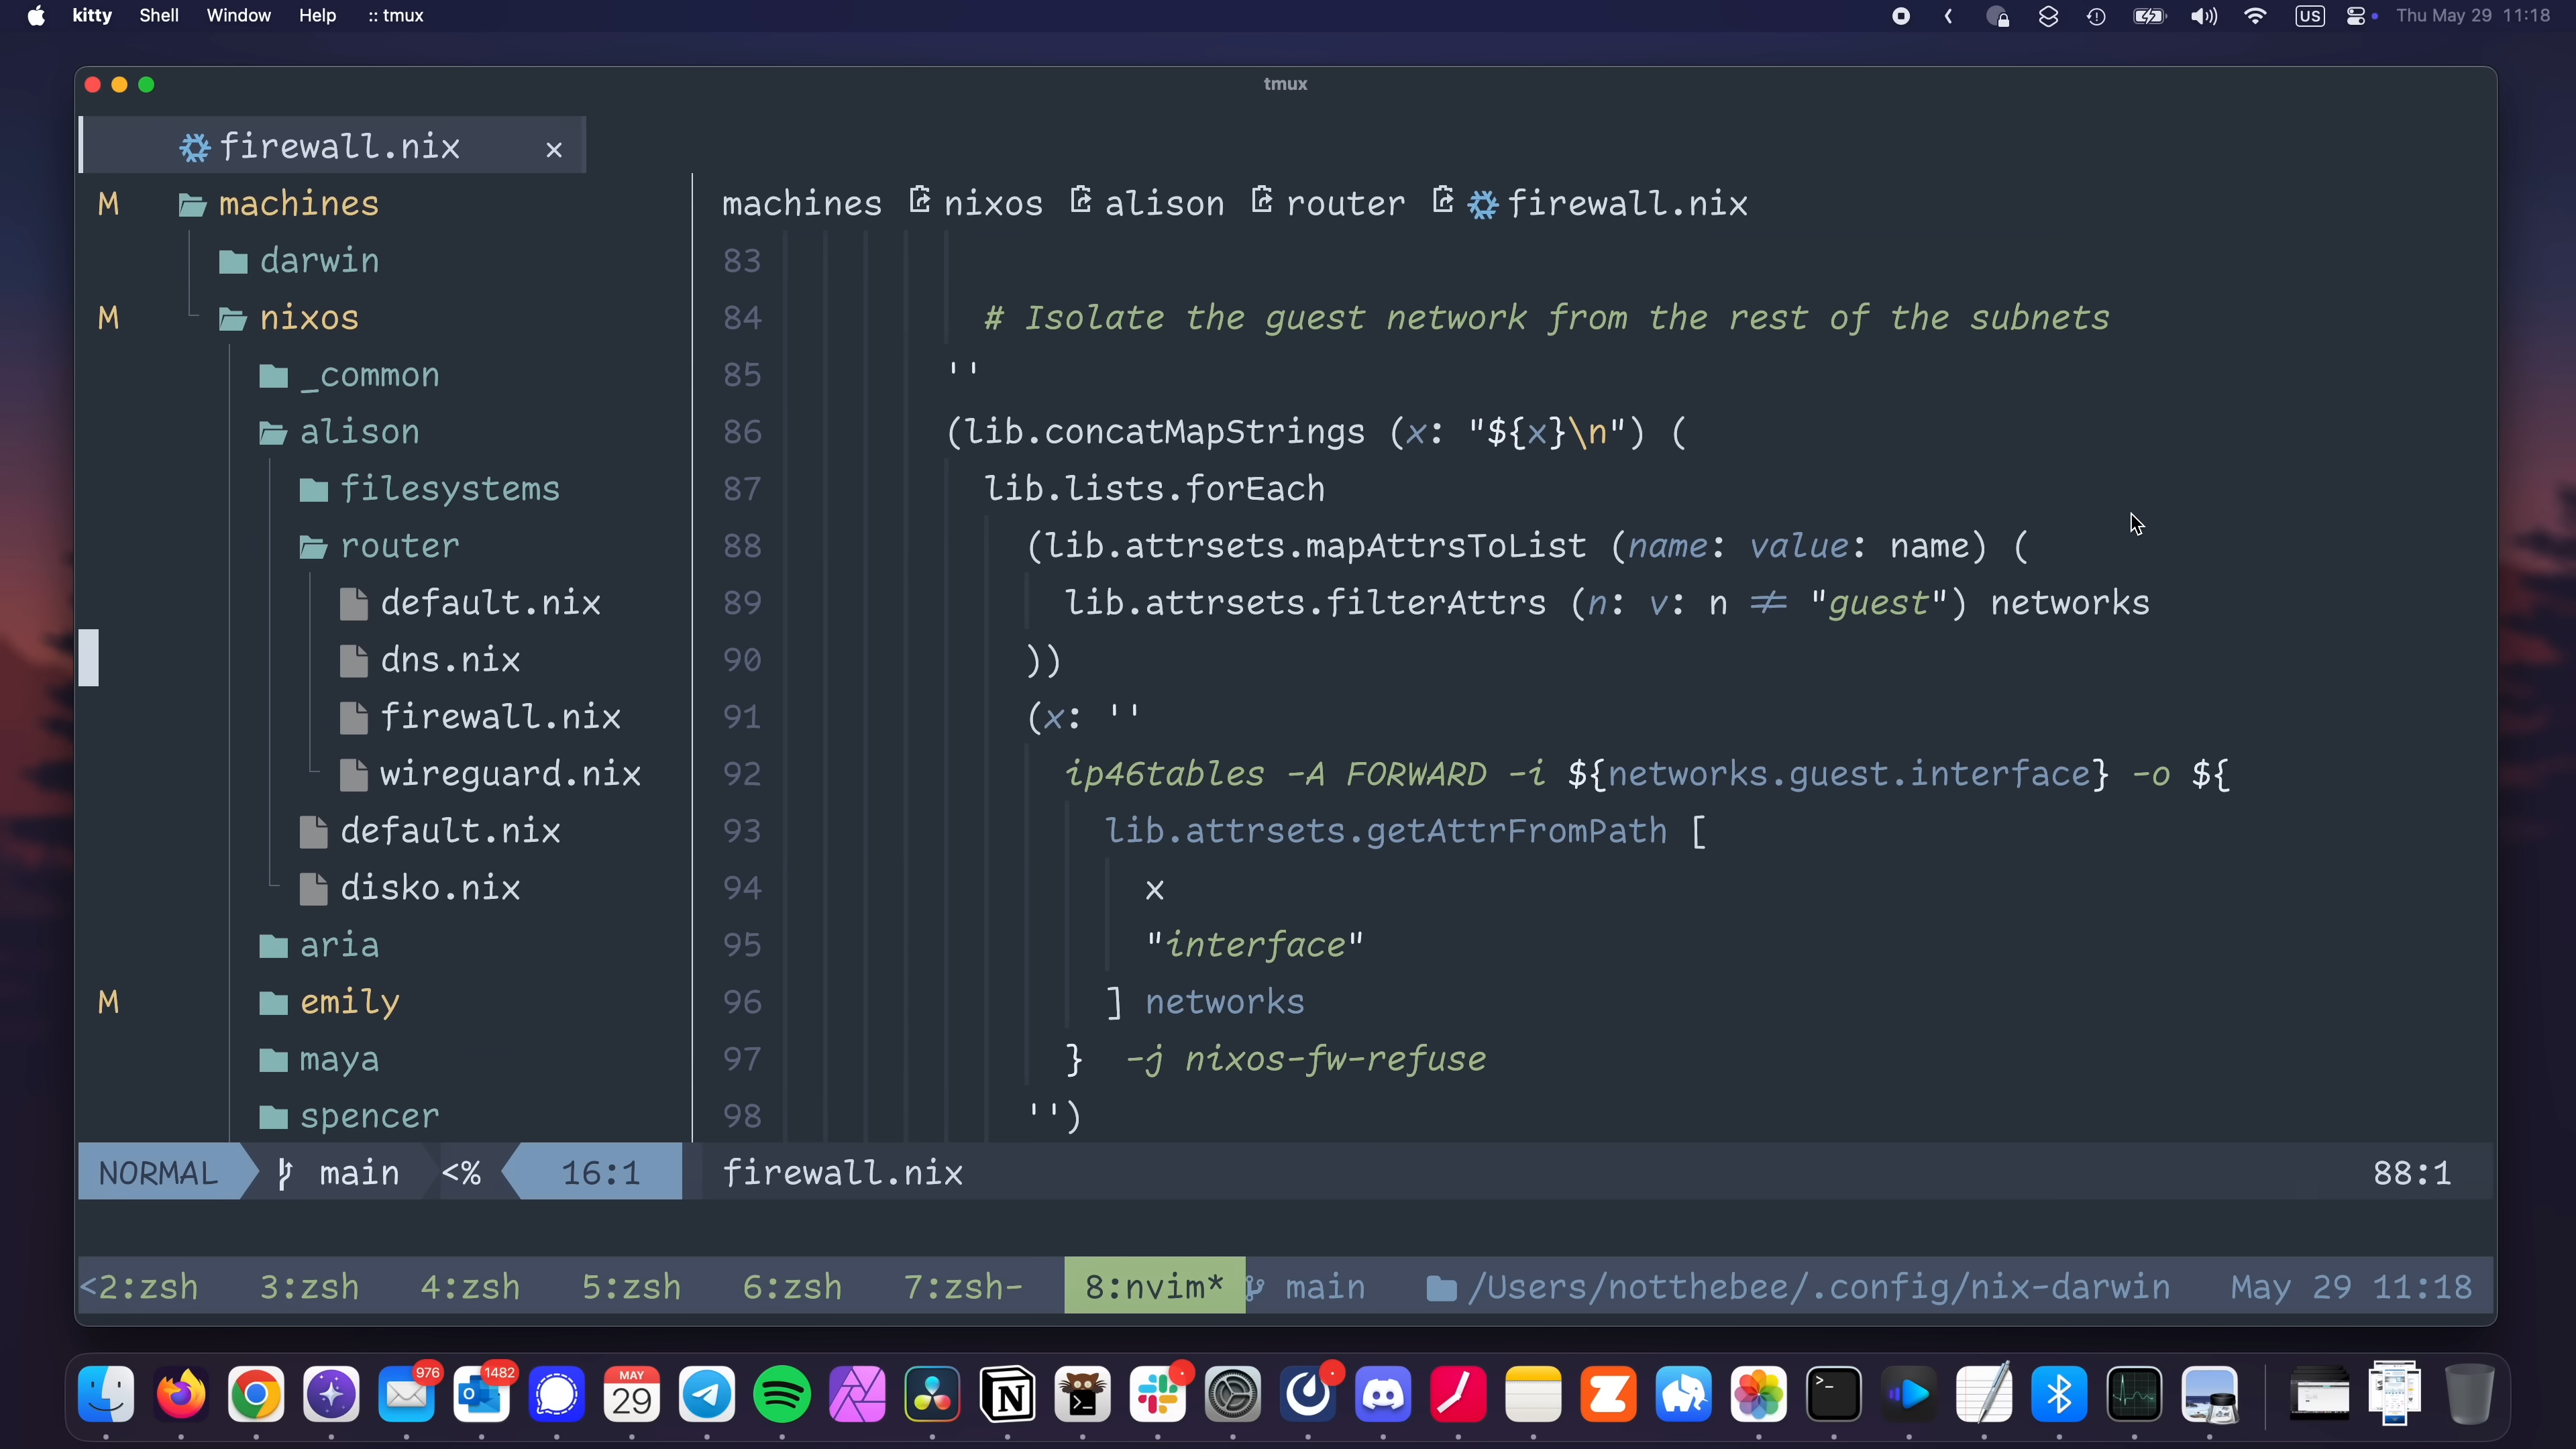 kitty Shell Window Help :: tmux
US Thu May 29 11:18
tmux
firewall.nix ×
M machines
darwin
M nixos
_common
alison
filesystems
router
default.nix
dns.nix
firewall.nix
wireguard.nix
default.nix
disko.nix
aria
M emily
maya
spencer
machines nixos alison router firewall.nix
83
84 # Isolate the guest network from the rest of the subnets
85 ''
86 (lib.concatMapStrings (x: "${x}\n") (
87 lib.lists.forEach
88 (lib.attrsets.mapAttrsToList (name: value: name) (
89 lib.attrsets.filterAttrs (n: v: n != "guest") networks
90 ))
91 (x: ''
92 ip46tables -A FORWARD -i ${networks.guest.interface} -o ${
93 lib.attrsets.getAttrFromPath [
94 x
95 "interface"
96 ] networks
97 } -j nixos-fw-refuse
98 '')
NORMAL main <% 16:1 firewall.nix 88:1
<2:zsh 3:zsh 4:zsh 5:zsh 6:zsh 7:zsh- 8:nvim* main /Users/notthebee/.config/nix-darwin May 29 11:18
976 1482 MAY 29